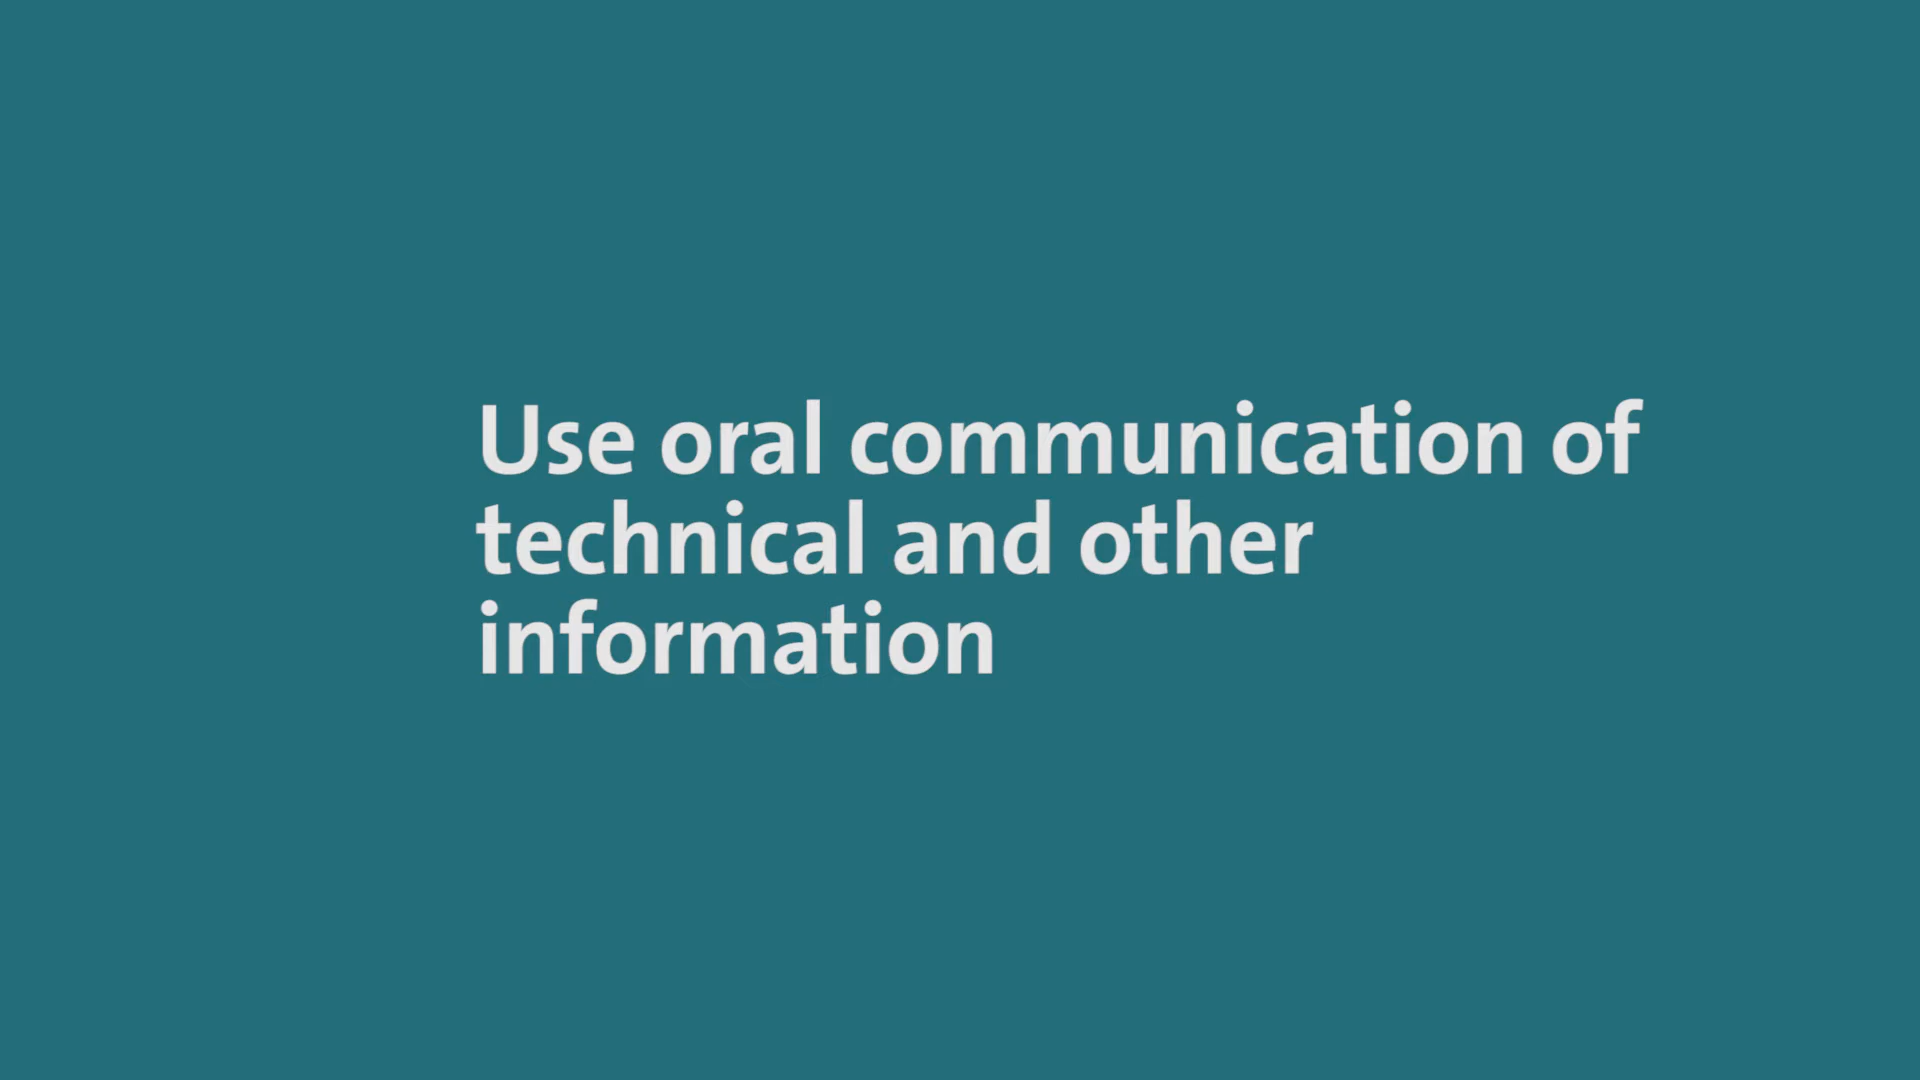 Use oral communication of
technical and other
information